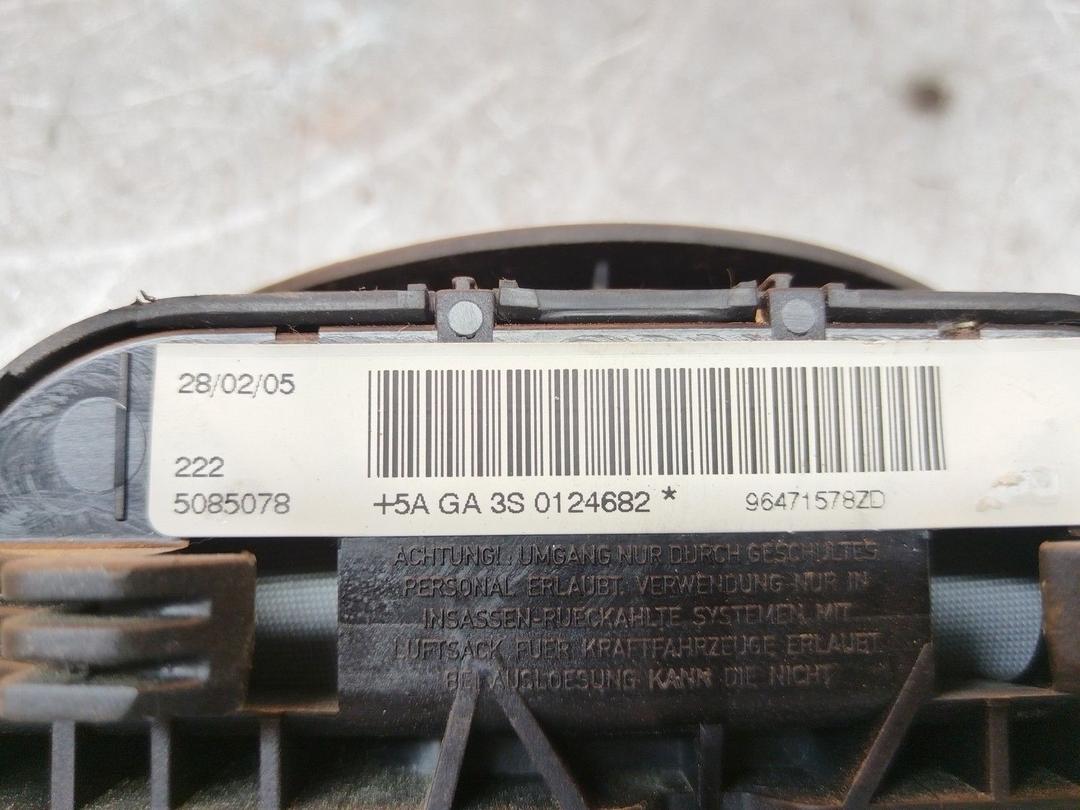 28/02/05
222
5085078
+5A GA 3S 0124682 *
96471578ZD
ACHTUNG!. UMGANG NUR DURCH GESCHULTES
PERSONAL ERLAUBT. VERWENDUNG NUR IN
INSASSEN-RUECKAHLTE SYSTEMEN MIT
LUFTSACK FUER KRAFTFAHRZEUGE ERLAUBT.
BEI AUSLOESUNG KANN DIE NICHT